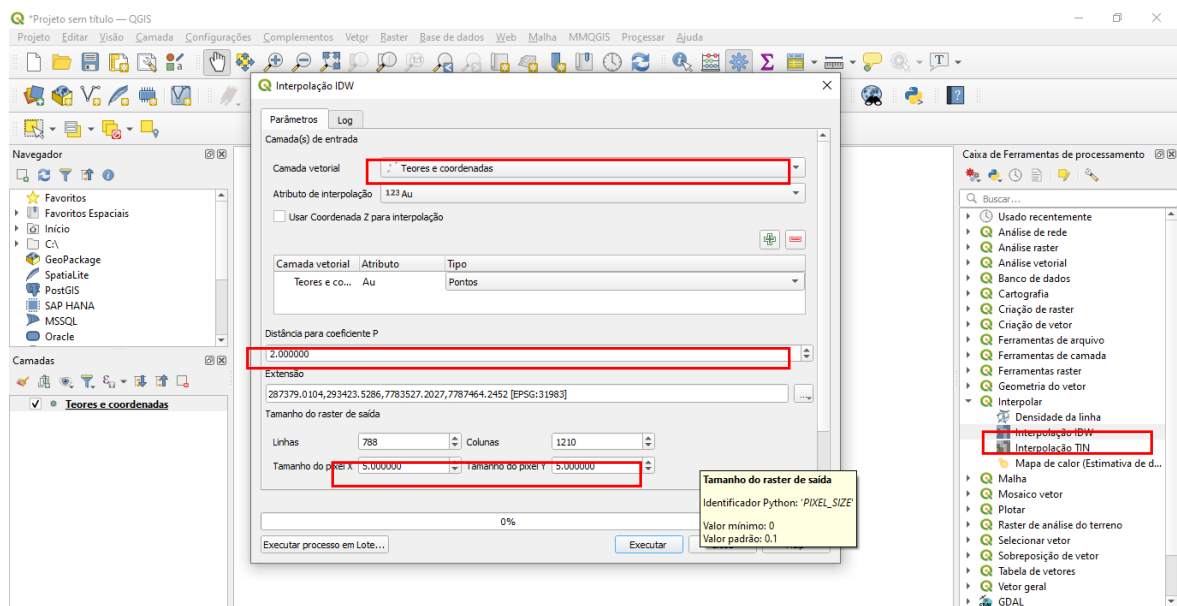 *Projeto sem título — QGIS
Projeto Editar Visão Camada Configurações Complementos Vetor Raster Base de dados Web Malha MMQGIS Processar Ajuda
Interpolação IDW
Parâmetros Log
Camada(s) de entrada
Camada vetorial Teores e coordenadas
Atributo de interpolação 123 Au
Usar Coordenada Z para interpolação
Camada vetorial Atributo Tipo
Teores e co... Au Pontos
Distância para coeficiente P
2.000000
Extensão
287379.0104,293423.5286,7783527.2027,7787464.2452 [EPSG:31983]
...
Tamanho do raster de saída
Linhas 788 Colunas 1210
Tamanho do pixel X 5.000000 Tamanho do pixel Y 5.000000
0%
Executar processo em Lote... Executar
Tamanho do raster de saída
Identificador Python: 'PIXEL_SIZE'
Valor mínimo: 0
Valor padrão: 0.1
Navegador
Favoritos
Favoritos Espaciais
Início
C:\
GeoPackage
SpatiaLite
PostGIS
SAP HANA
MSSQL
Oracle
Camadas
Teores e coordenadas
Caixa de Ferramentas de processamento
Buscar...
Usado recentemente
Análise de rede
Análise raster
Análise vetorial
Banco de dados
Cartografia
Criação de raster
Criação de vetor
Ferramentas de arquivo
Ferramentas de camada
Ferramentas raster
Geometria do vetor
Interpolar
Densidade da linha
Interpolação IDW
Interpolação TIN
Mapa de calor (Estimativa de d...
Malha
Mosaico vetor
Plotar
Raster de análise do terreno
Selecionar vetor
Sobreposição de vetor
Tabela de vetores
Vetor geral
GDAL